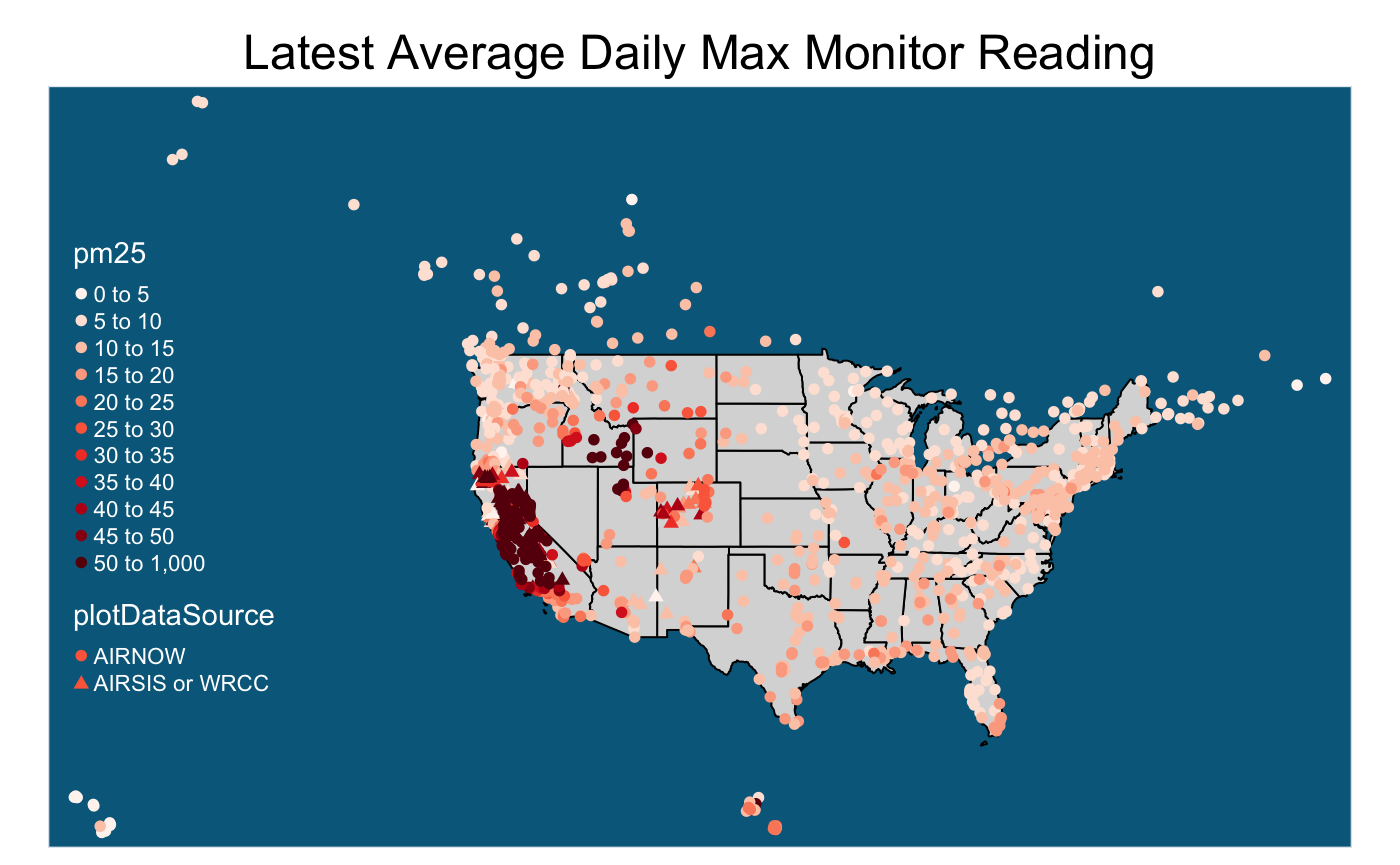 Latest Average Daily Max Monitor Reading
pm25
0 to 5
5 to 10
10 to 15
15 to 20
20 to 25
25 to 30
30 to 35
35 to 40
40 to 45
45 to 50
50 to 1,000
plotDataSource
AIRNOW
AIRSIS or WRCC